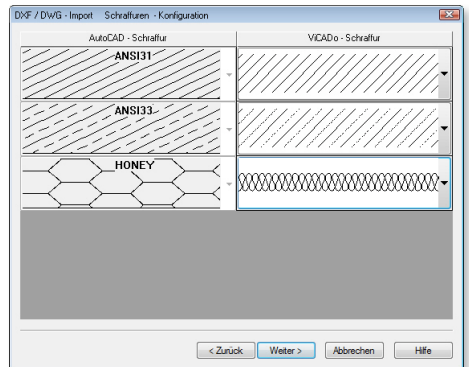 DXF / DWG - Import Schraffuren - Konfiguration
AutoCAD - Schraffur ViCADo - Schraffur
ANSI31
ANSI33
HONEY
< Zurück Weiter > Abbrechen Hilfe